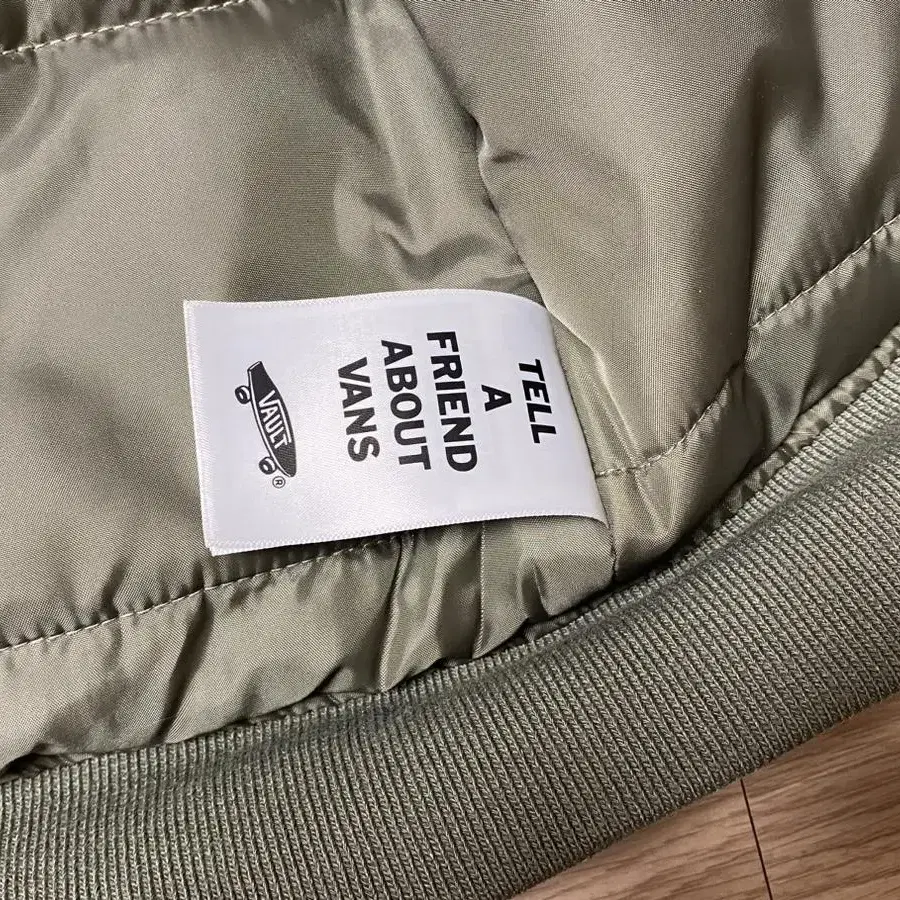 TELL
A
FRIEND
ABOUT
VANS
VAULT
®